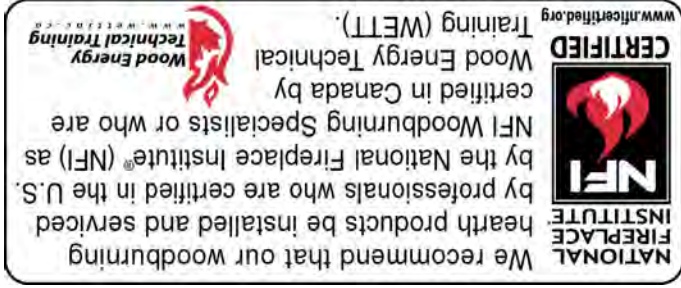 NATIONAL
FIREPLACE
INSTITUTE®
NFI
CERTIFIED
www.nficertified.org
We recommend that our woodburning
hearth products be installed and serviced
by professionals who are certified in the U.S.
by the National Fireplace Institute® (NFI) as
NFI Woodburning Specialists or who are
certified in Canada by
Wood Energy Technical
Training (WETT).
Wood Energy
Technical Training
www.wettinc.ca